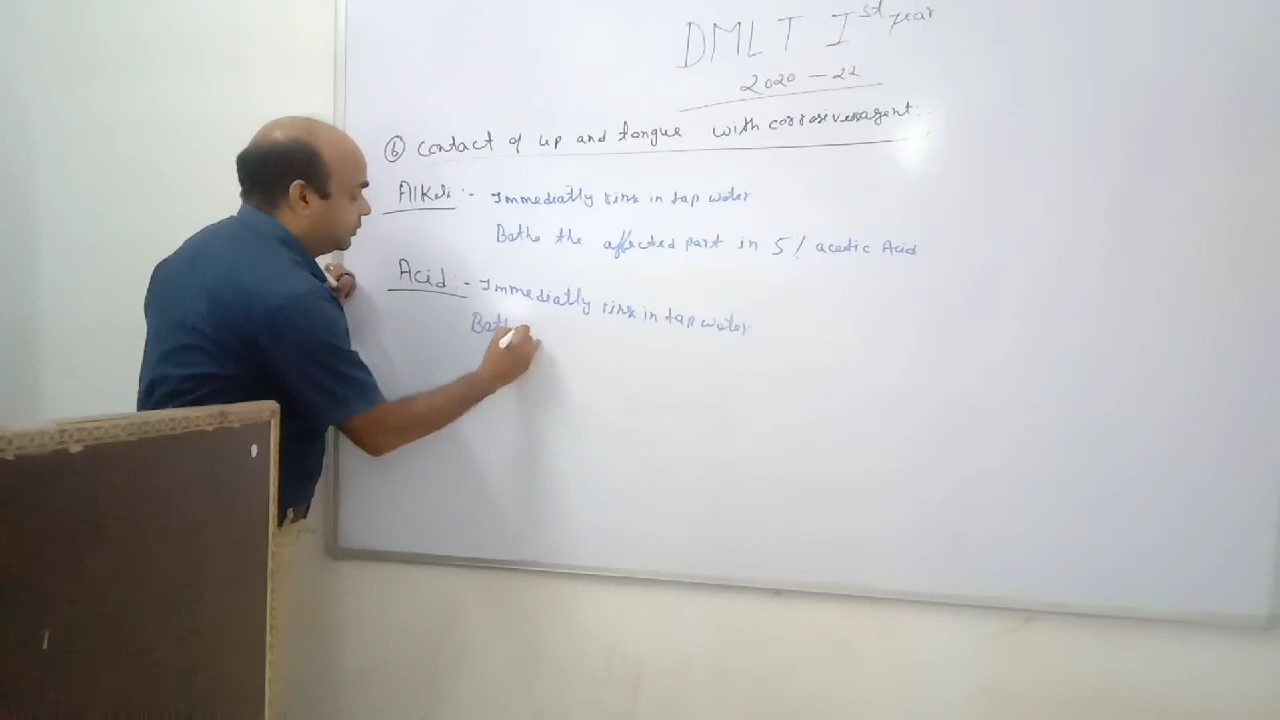 DMLT Ist year
2020-22
6 Contact of lip and tongue with corrosive reagent:
Alkali :- Immediatly rinse in tap water
Bathe the affected part in 5% acetic Acid
Acid :- Immediatly rinse in tap water
Bath